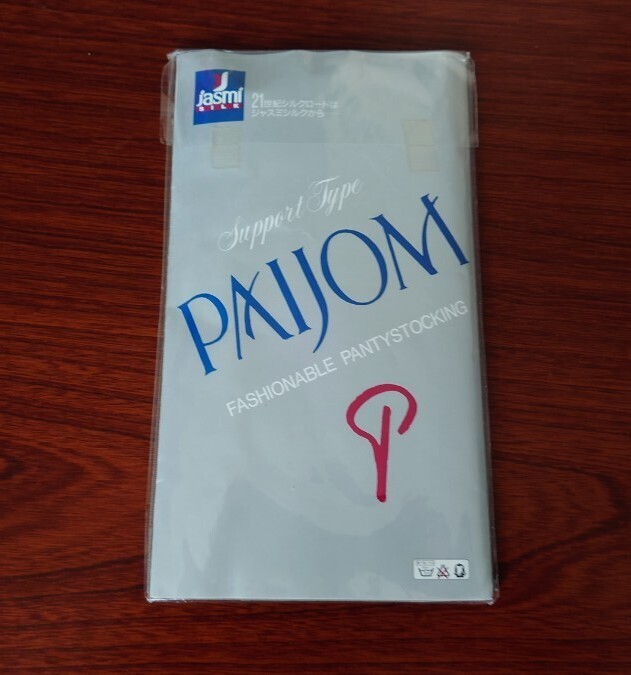 Jasmi
SILK
21世紀シルクロードは
ジャスミシルクから
Support Type
PAIJOM
FASHIONABLE PANTYSTOCKING
P